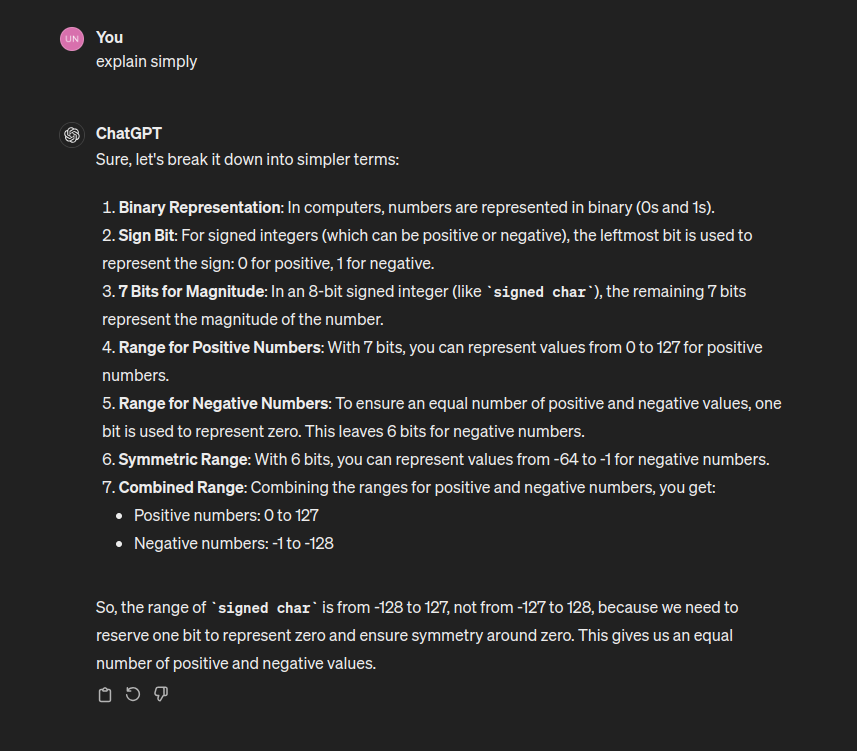 UN
You
explain simply
ChatGPT
Sure, let's break it down into simpler terms:
1. Binary Representation: In computers, numbers are represented in binary (0s and 1s).
2. Sign Bit: For signed integers (which can be positive or negative), the leftmost bit is used to
represent the sign: 0 for positive, 1 for negative.
3. 7 Bits for Magnitude: In an 8-bit signed integer (like `signed char`), the remaining 7 bits
represent the magnitude of the number.
4. Range for Positive Numbers: With 7 bits, you can represent values from 0 to 127 for positive
numbers.
5. Range for Negative Numbers: To ensure an equal number of positive and negative values, one
bit is used to represent zero. This leaves 6 bits for negative numbers.
6. Symmetric Range: With 6 bits, you can represent values from -64 to -1 for negative numbers.
7. Combined Range: Combining the ranges for positive and negative numbers, you get:
• Positive numbers: 0 to 127
• Negative numbers: -1 to -128
So, the range of `signed char` is from -128 to 127, not from -127 to 128, because we need to
reserve one bit to represent zero and ensure symmetry around zero. This gives us an equal
number of positive and negative values.